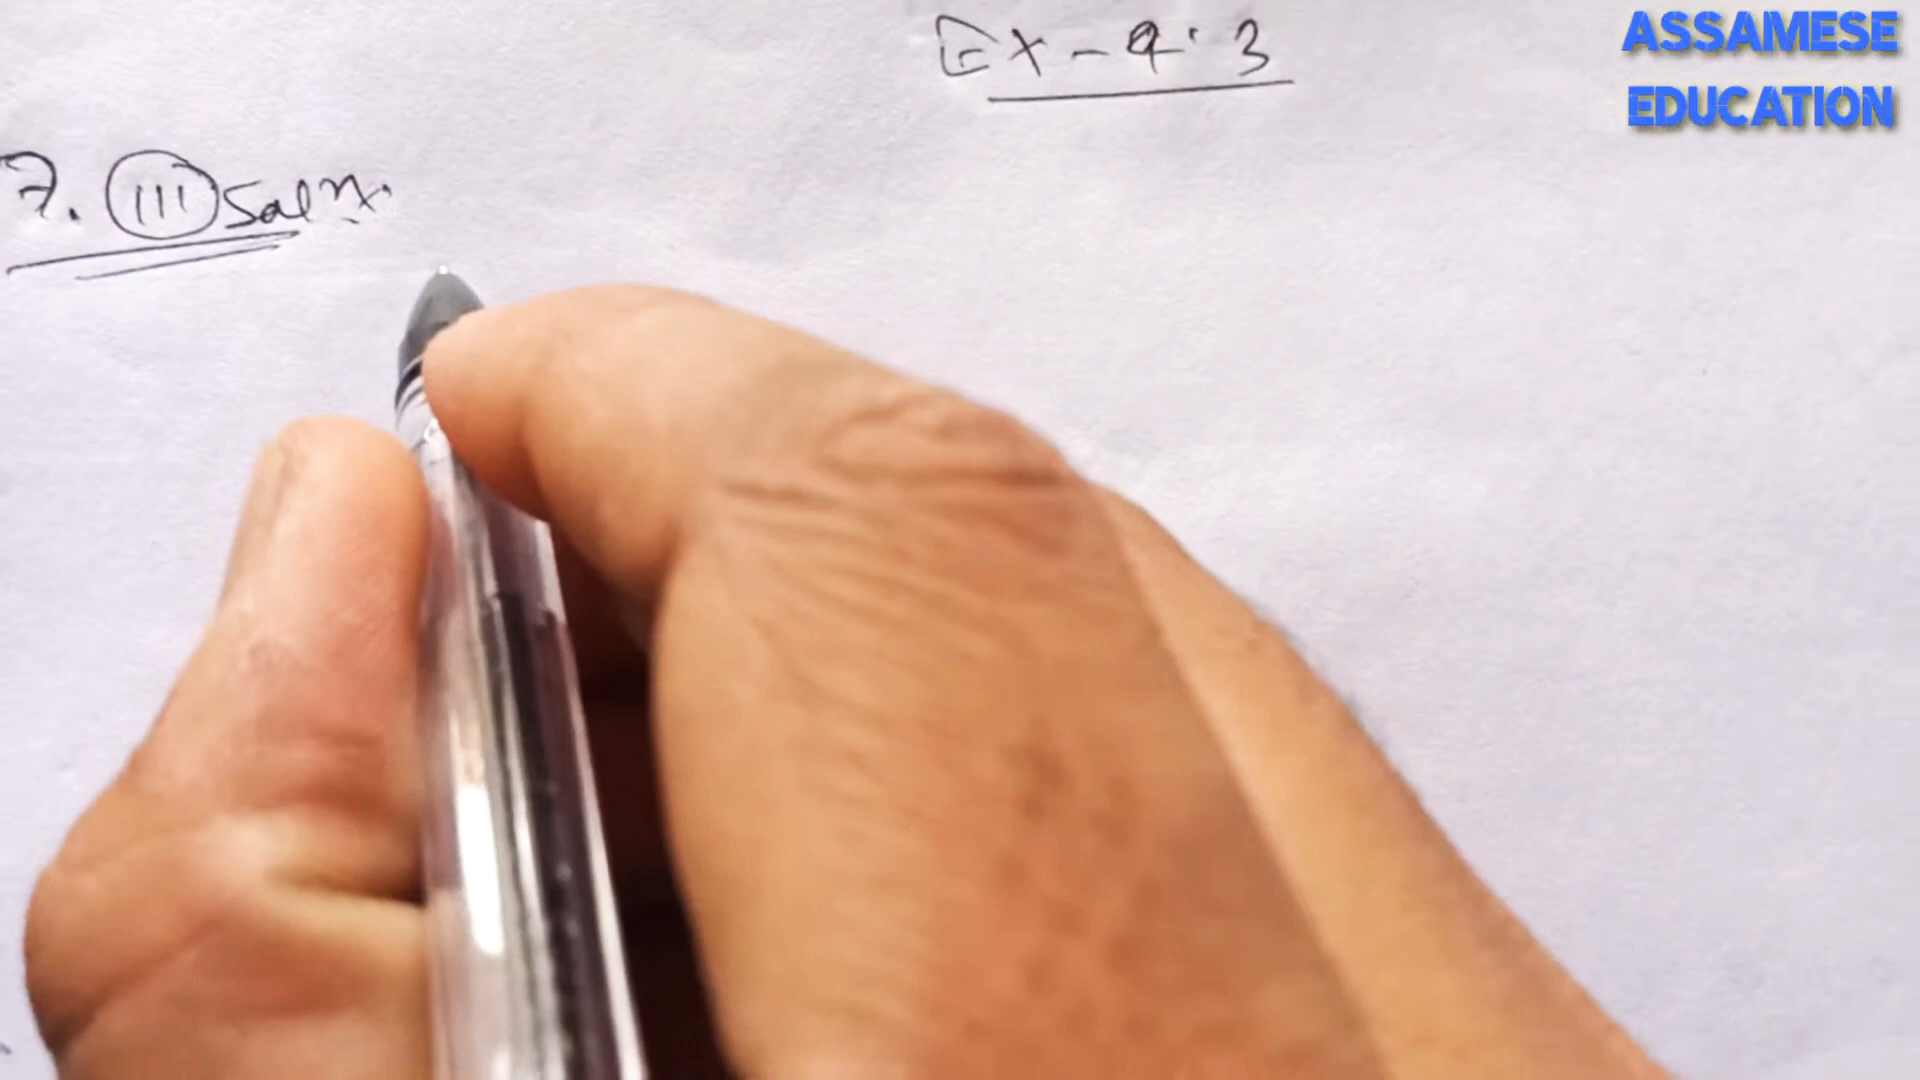 Ex-9.3
ASSAMESE
EDUCATION
7. (iii) Solⁿ.